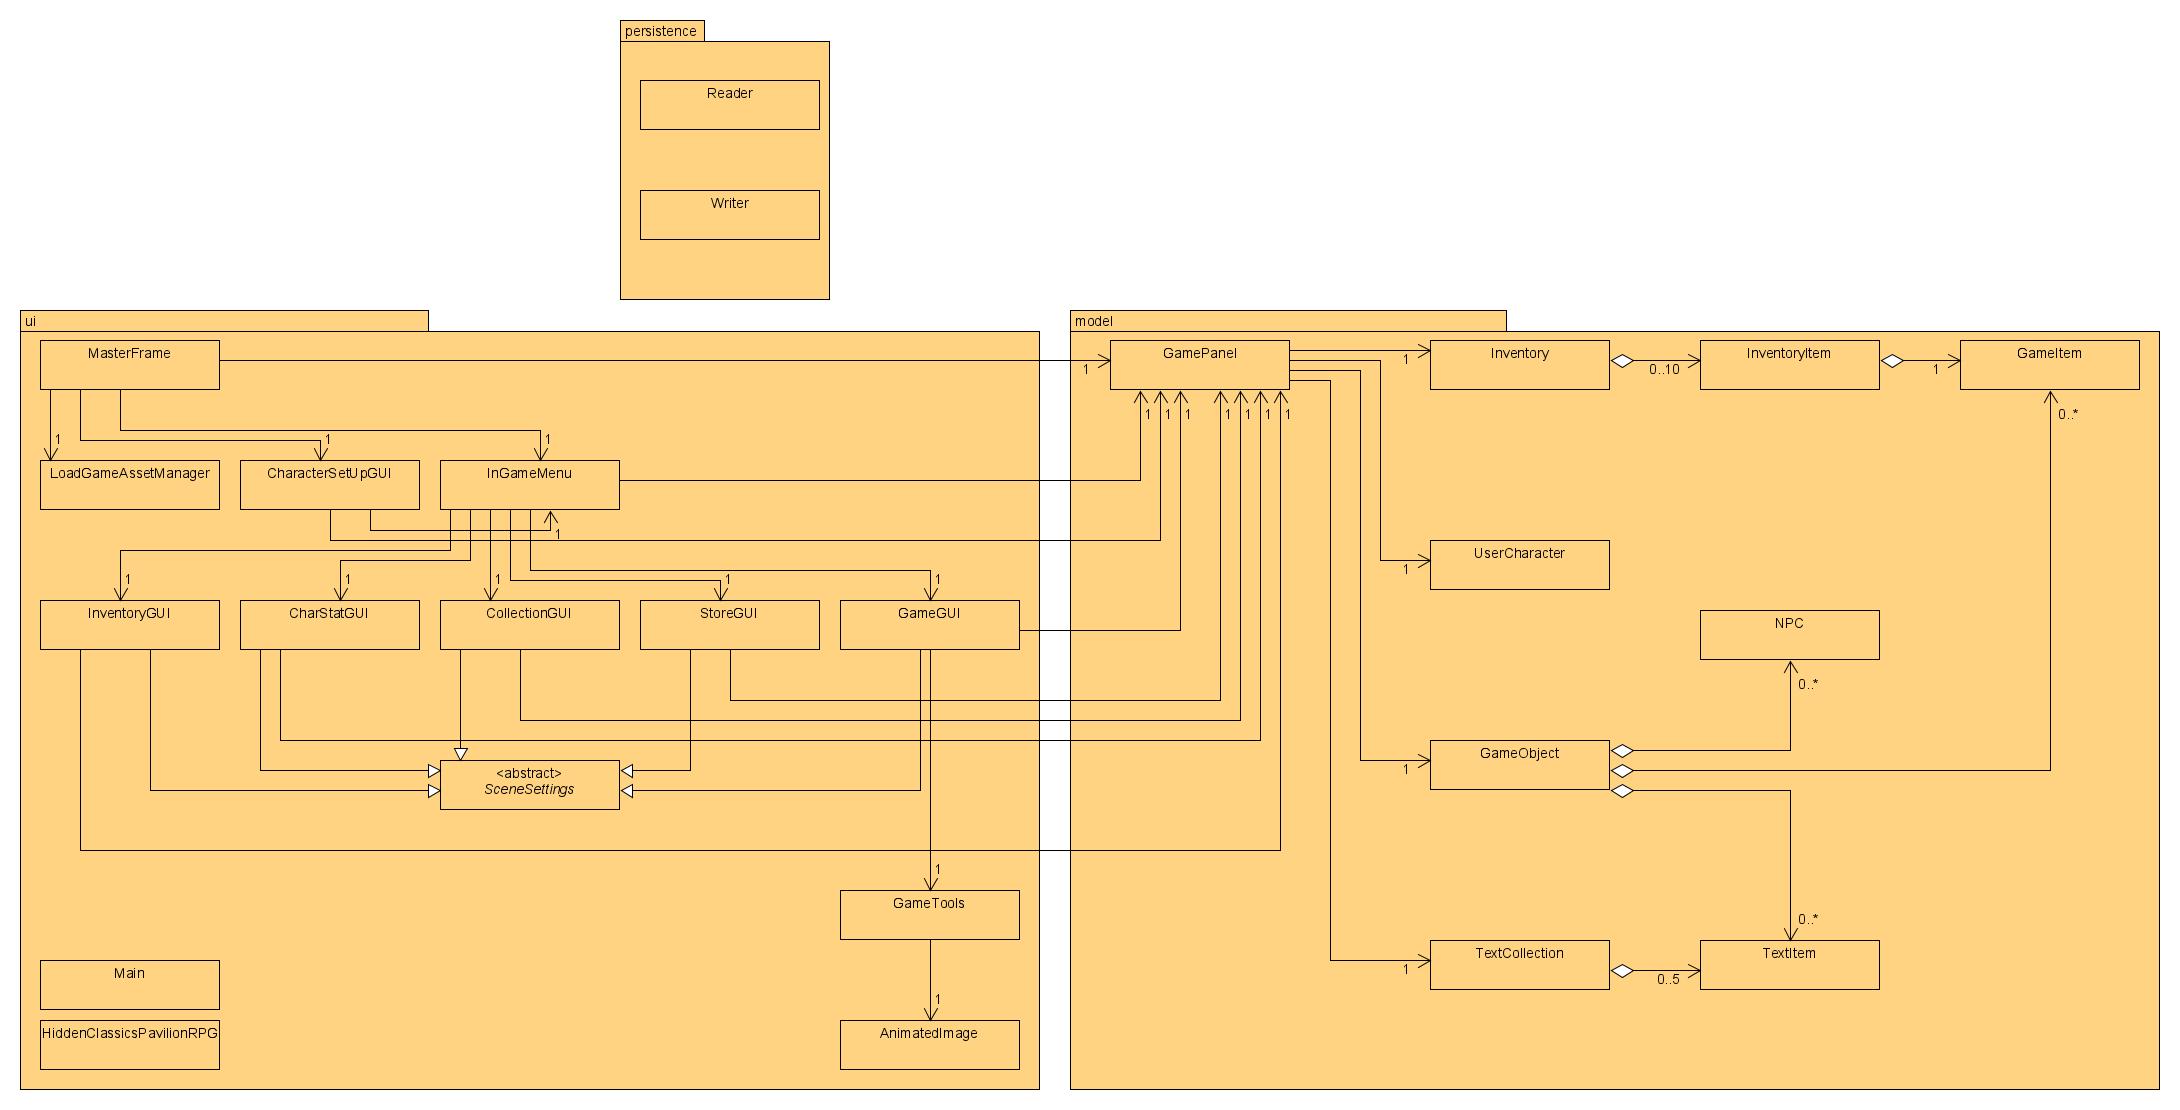 persistence
Reader
Writer
ui
model
MasterFrame
GamePanel
Inventory
InventoryItem
GameItem
1
1
0..10
1
1
1
1
1
1
1
1
1
1
1
0..*
LoadGameAssetManager
CharacterSetUpGUI
InGameMenu
1
UserCharacter
1
1
1
1
1
1
InventoryGUI
CharStatGUI
CollectionGUI
StoreGUI
GameGUI
NPC
0..*
GameObject
1
<abstract>
SceneSettings
1
GameTools
0..*
TextCollection
TextItem
1
0..5
Main
1
HiddenClassicsPavilionRPG
AnimatedImage